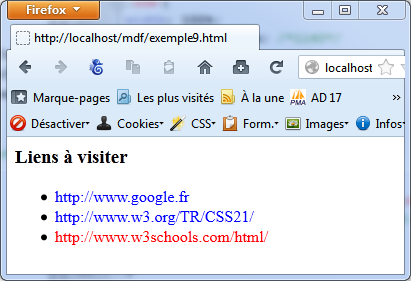 Firefox
http://localhost/mdf/exemple9.html
localhost
Marque-pages Les plus visités À la une PMA AD 17 »
Désactiver Cookies CSS Form. Images Infos
Liens à visiter
http://www.google.fr
http://www.w3.org/TR/CSS21/
http://www.w3schools.com/html/